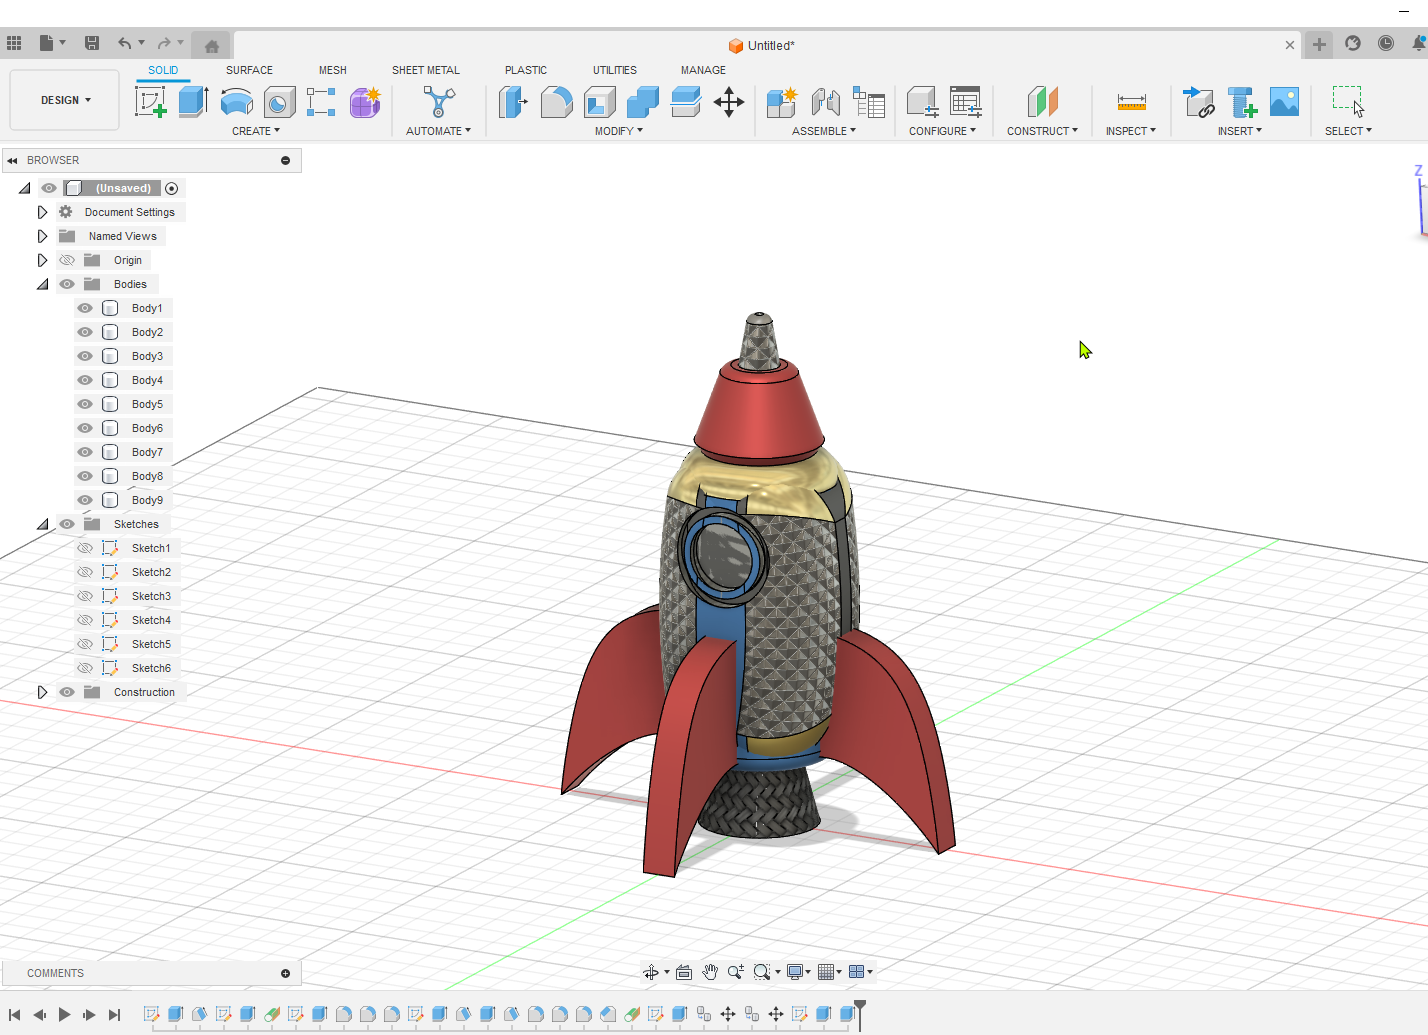 Untitled*
SOLID SURFACE MESH SHEET METAL PLASTIC UTILITIES MANAGE
DESIGN
CREATE AUTOMATE MODIFY ASSEMBLE CONFIGURE CONSTRUCT INSPECT INSERT SELECT
BROWSER
Z
(Unsaved)
Document Settings
Named Views
Origin
Bodies
Body1
Body2
Body3
Body4
Body5
Body6
Body7
Body8
Body9
Sketches
Sketch1
Sketch2
Sketch3
Sketch4
Sketch5
Sketch6
Construction
COMMENTS